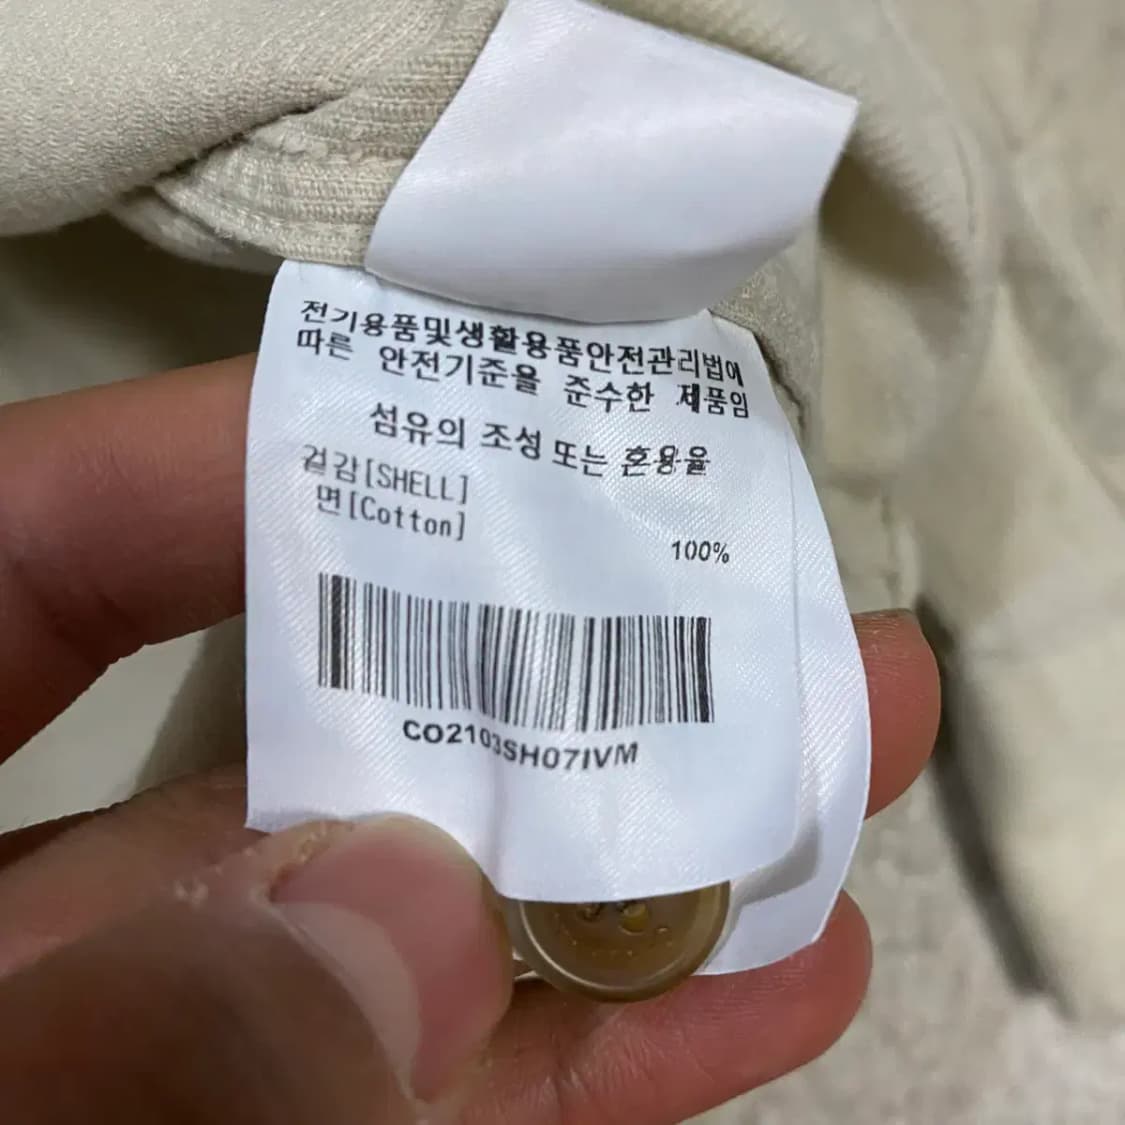 전기용품및생활용품안전관리법에
따른 안전기준을 준수한 제품임
섬유의 조성 또는 혼용율
겉감[SHELL]
면[Cotton]
100%
CO2103SH07IVM